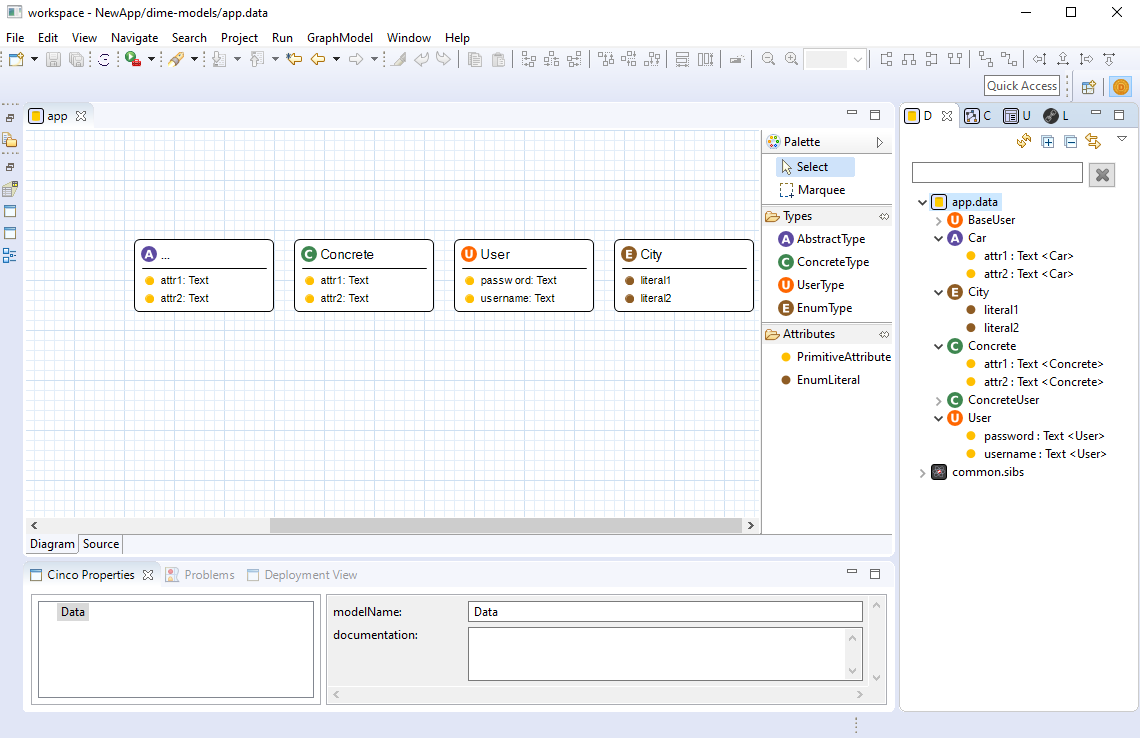 workspace - NewApp/dime-models/app.data
File Edit View Navigate Search Project Run GraphModel Window Help
Quick Access
app
D C U L
Palette
Select
Marquee
Types
A AbstractType
C ConcreteType
U UserType
E EnumType
Attributes
PrimitiveAttribute
EnumLiteral
A ...
attr1: Text
attr2: Text
C Concrete
attr1: Text
attr2: Text
U User
password: Text
username: Text
E City
literal1
literal2
Diagram Source
app.data
U BaseUser
A Car
attr1 : Text <Car>
attr2 : Text <Car>
E City
literal1
literal2
C Concrete
attr1 : Text <Concrete>
attr2 : Text <Concrete>
C ConcreteUser
U User
password : Text <User>
username : Text <User>
common.sibs
Cinco Properties Problems Deployment View
Data
modelName: Data
documentation: